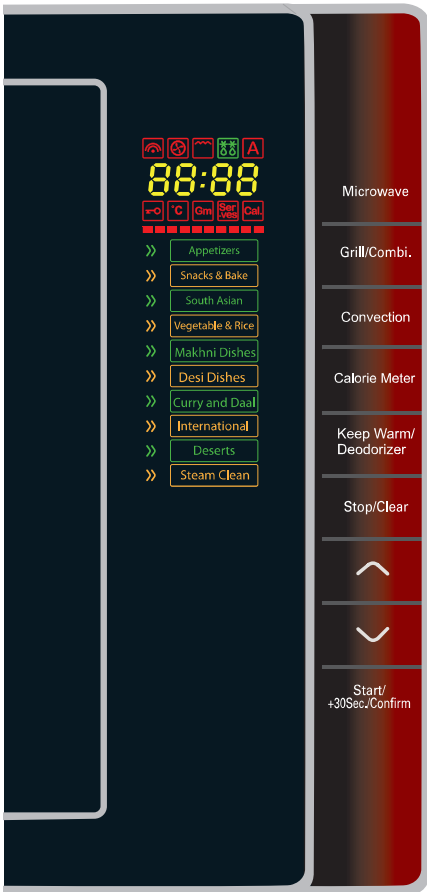 A
88:88
°C Gm Ser -ves Cal.
Appetizers
Snacks & Bake
South Asian
Vegetable & Rice
Makhni Dishes
Desi Dishes
Curry and Daal
International
Deserts
Steam Clean
Microwave
Grill/Combi.
Convection
Calorie Meter
Keep Warm/
Deodorizer
Stop/Clear
Start/
+30Sec./Confirm